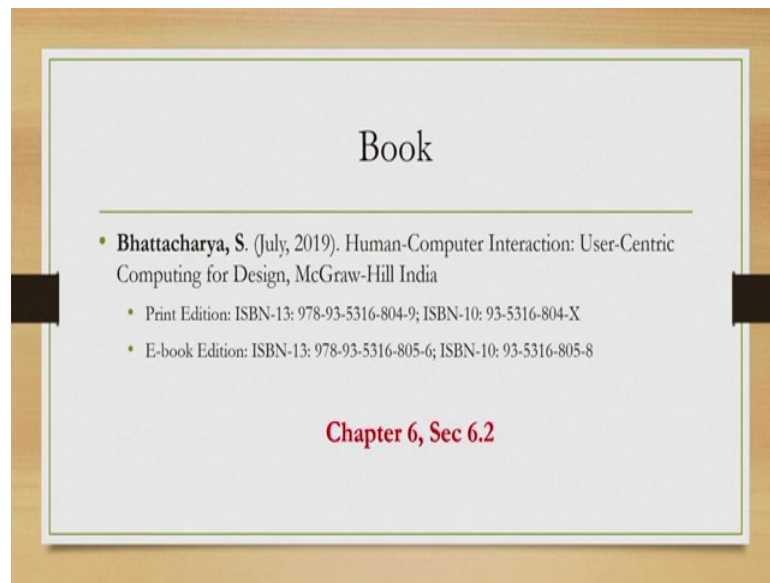 Book
• Bhattacharya, S. (July, 2019). Human-Computer Interaction: User-Centric
Computing for Design, McGraw-Hill India
• Print Edition: ISBN-13: 978-93-5316-804-9; ISBN-10: 93-5316-804-X
• E-book Edition: ISBN-13: 978-93-5316-805-6; ISBN-10: 93-5316-805-8
Chapter 6, Sec 6.2